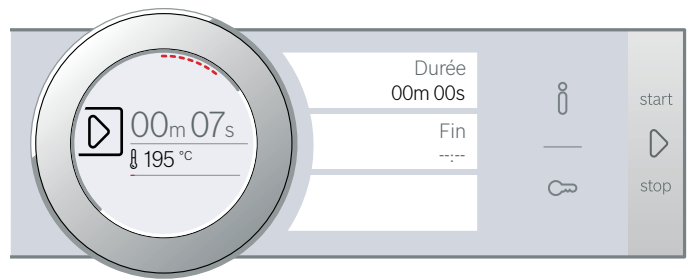 Durée
00m 00s
00m 07s
195 °C
Fin
--:--
start
stop